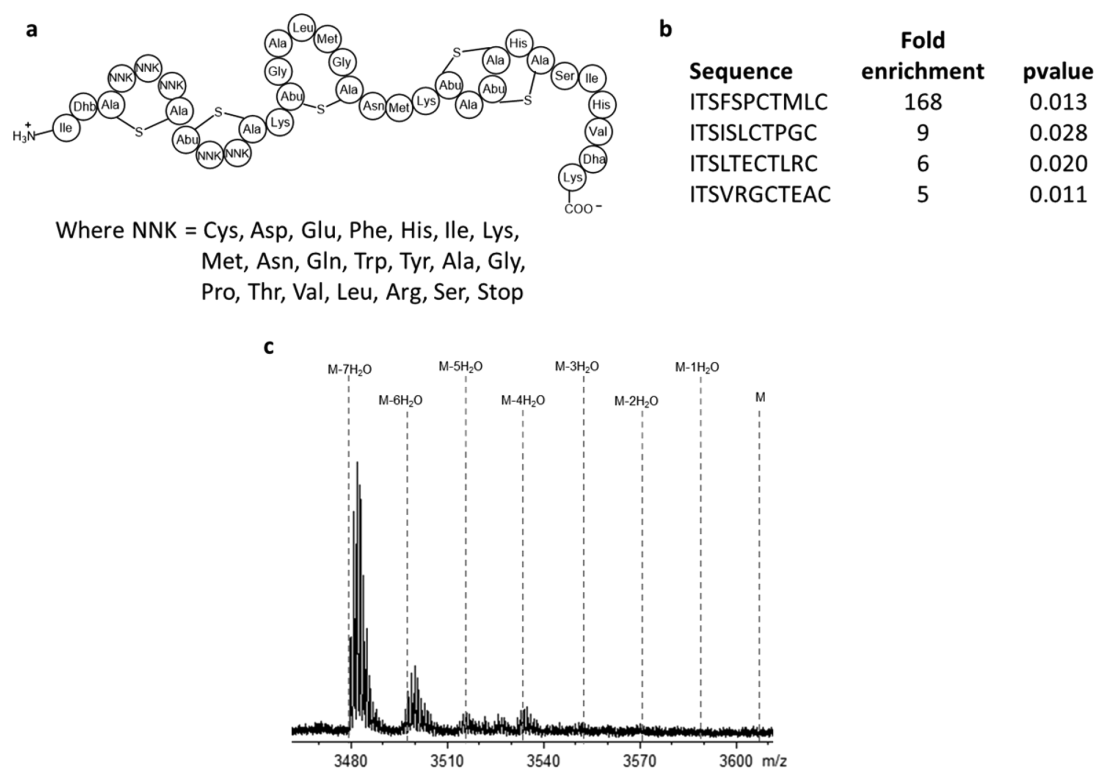 a
H3N+
Ile
Dhb
Ala
NNK
NNK
NNK
Ala
S
Abu
S
NNK
NNK
Ala
Lys
Abu
Gly
Ala
Leu
Met
Gly
Ala
S
Asn
Met
Lys
Abu
S
Ala
Abu
Ala
His
Ala
S
Ser
Ile
His
Val
Dha
Lys
COO−
Where NNK = Cys, Asp, Glu, Phe, His, Ile, Lys,
Met, Asn, Gln, Trp, Tyr, Ala, Gly,
Pro, Thr, Val, Leu, Arg, Ser, Stop
b
Fold
Sequence enrichment pvalue
ITSFSPCTMLC 168 0.013
ITSISLCTPGC 9 0.028
ITSLTECTLRC 6 0.020
ITSVRGCTEAC 5 0.011
c
M-7H2O M-5H2O M-3H2O M-1H2O
M-6H2O M-4H2O M-2H2O M
3480 3510 3540 3570 3600 m/z